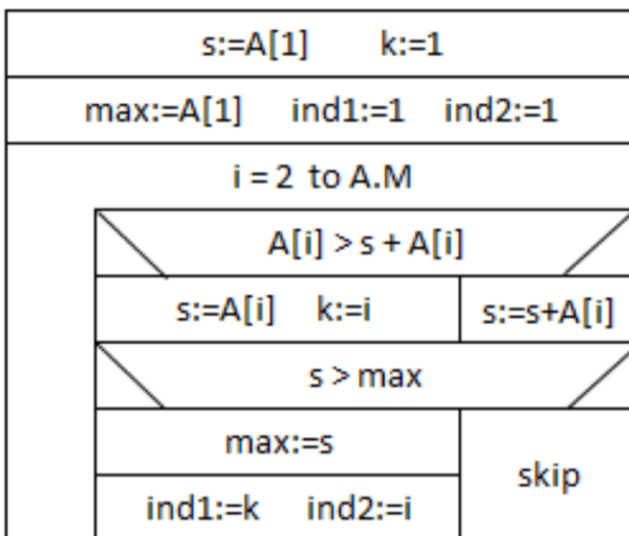 s:=A[1] k:=1
max:=A[1] ind1:=1 ind2:=1
i = 2 to A.M
A[i] > s + A[i]
s:=A[i] k:=i s:=s+A[i]
s > max
max:=s
skip
ind1:=k ind2:=i